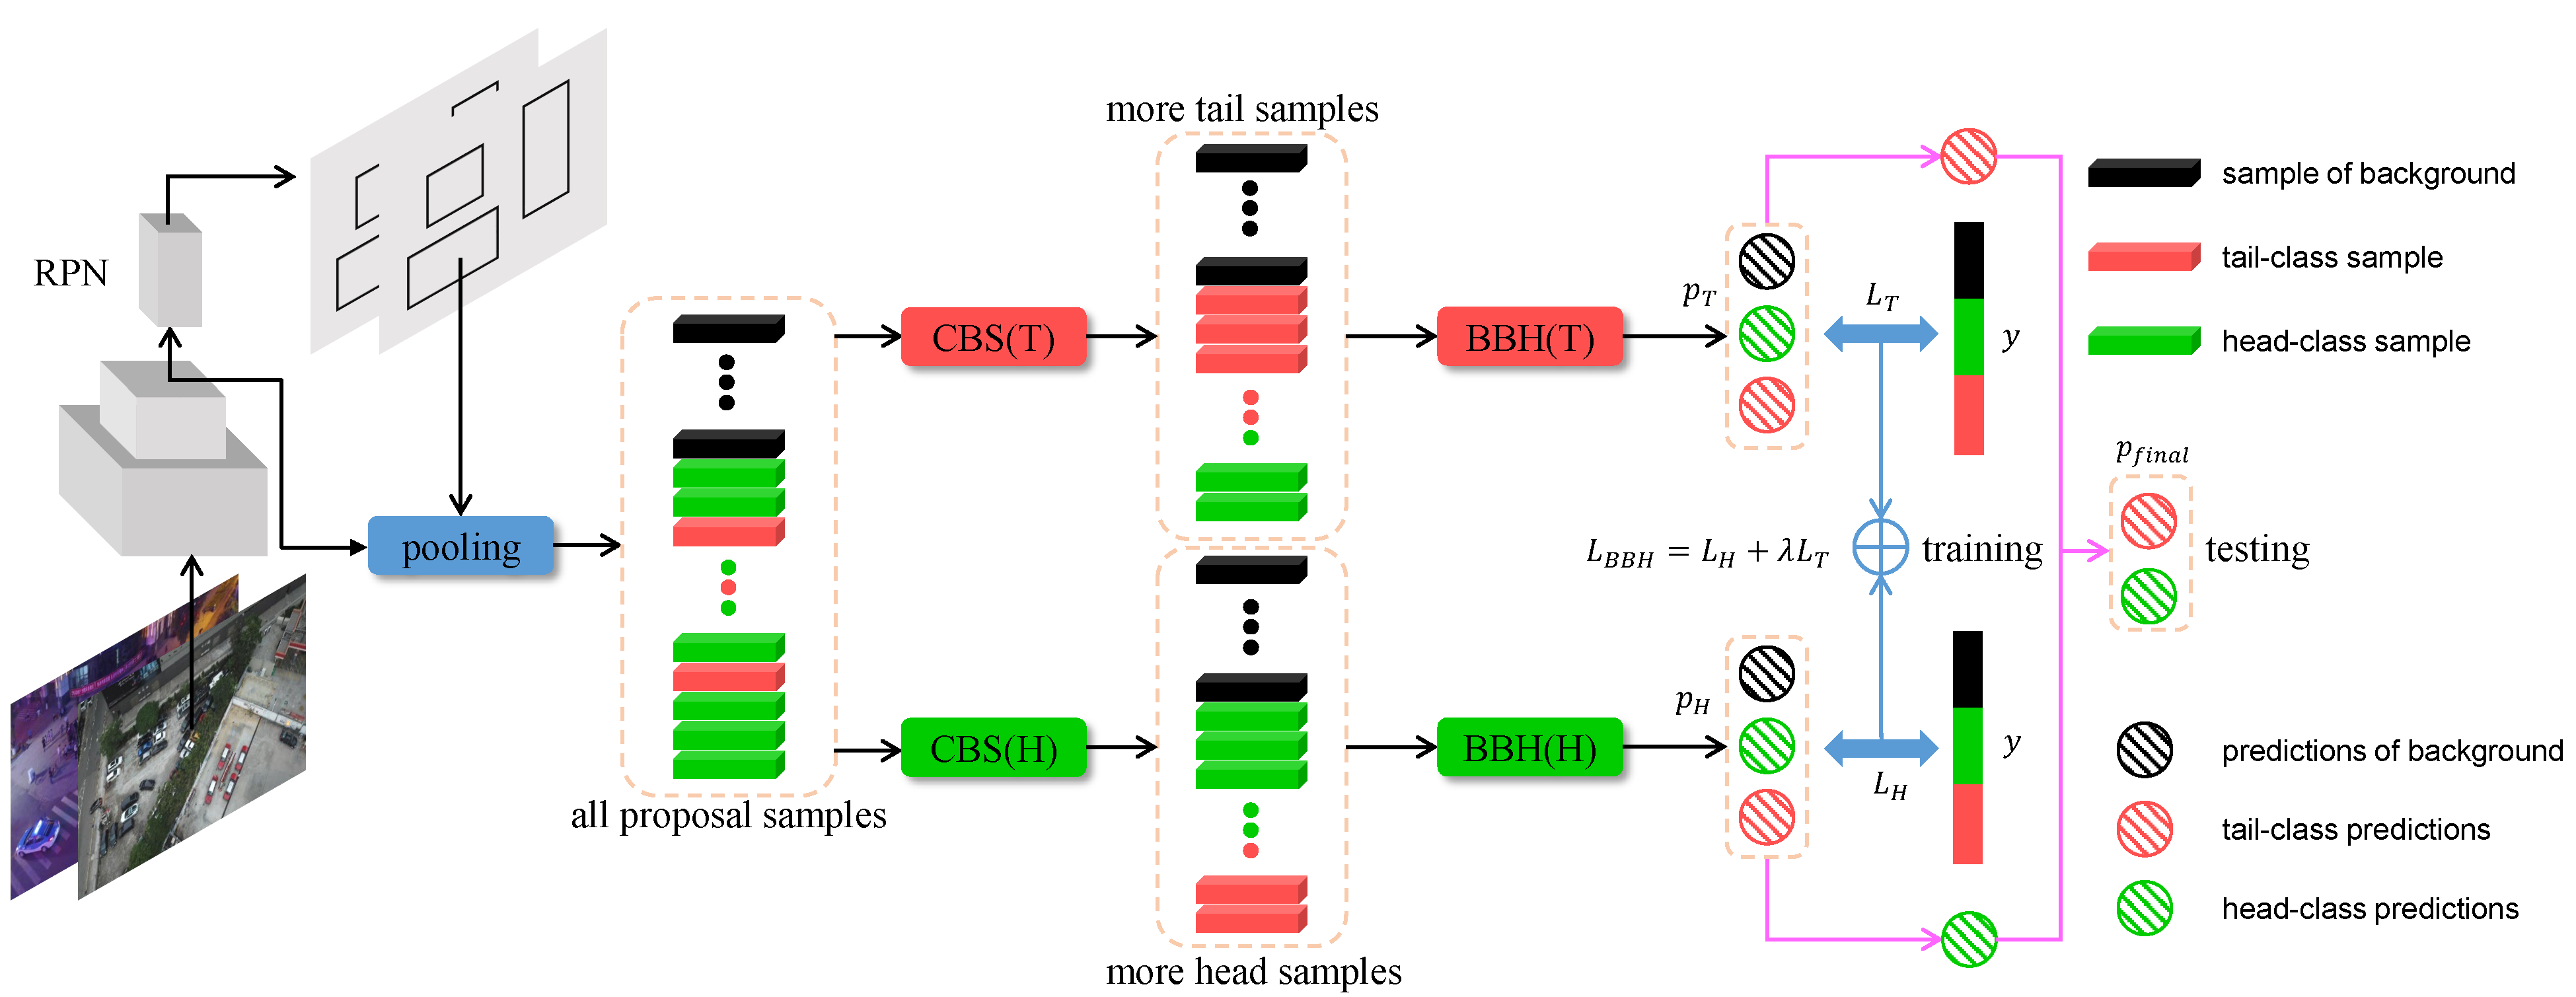 RPN
pooling
all proposal samples
CBS(T)
CBS(H)
more tail samples
more head samples
BBH(T)
BBH(H)
p_T
L_T
y
L_{BBH} = L_H + λL_T
training
p_H
L_H
y
p_{final}
testing
sample of background
tail-class sample
head-class sample
predictions of background
tail-class predictions
head-class predictions